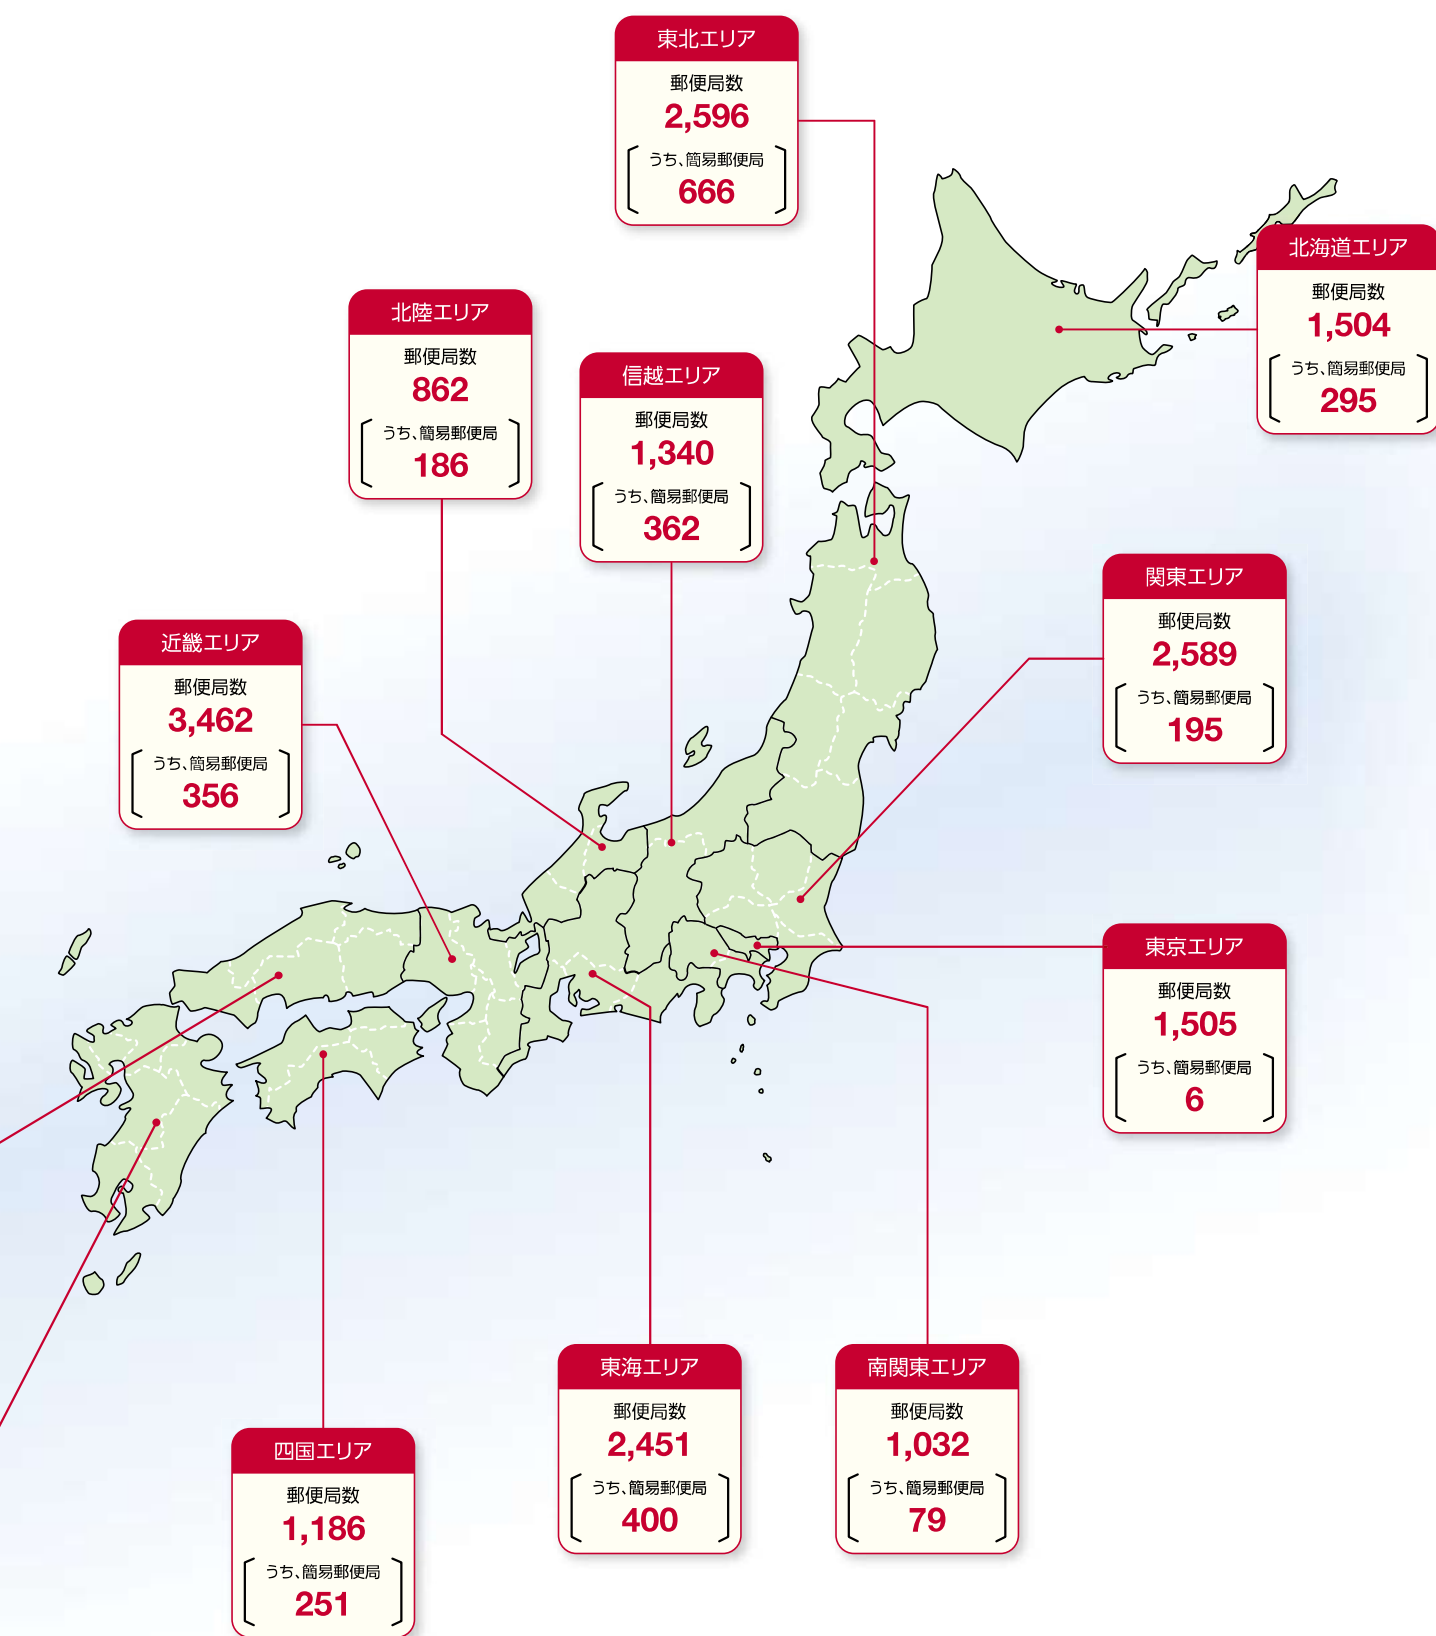 東北エリア
郵便局数
2,596
うち、簡易郵便局
666
北海道エリア
郵便局数
1,504
うち、簡易郵便局
295
北陸エリア
郵便局数
862
うち、簡易郵便局
186
信越エリア
郵便局数
1,340
うち、簡易郵便局
362
関東エリア
郵便局数
2,589
うち、簡易郵便局
195
近畿エリア
郵便局数
3,462
うち、簡易郵便局
356
東京エリア
郵便局数
1,505
うち、簡易郵便局
6
東海エリア
郵便局数
2,451
うち、簡易郵便局
400
南関東エリア
郵便局数
1,032
うち、簡易郵便局
79
四国エリア
郵便局数
1,186
うち、簡易郵便局
251